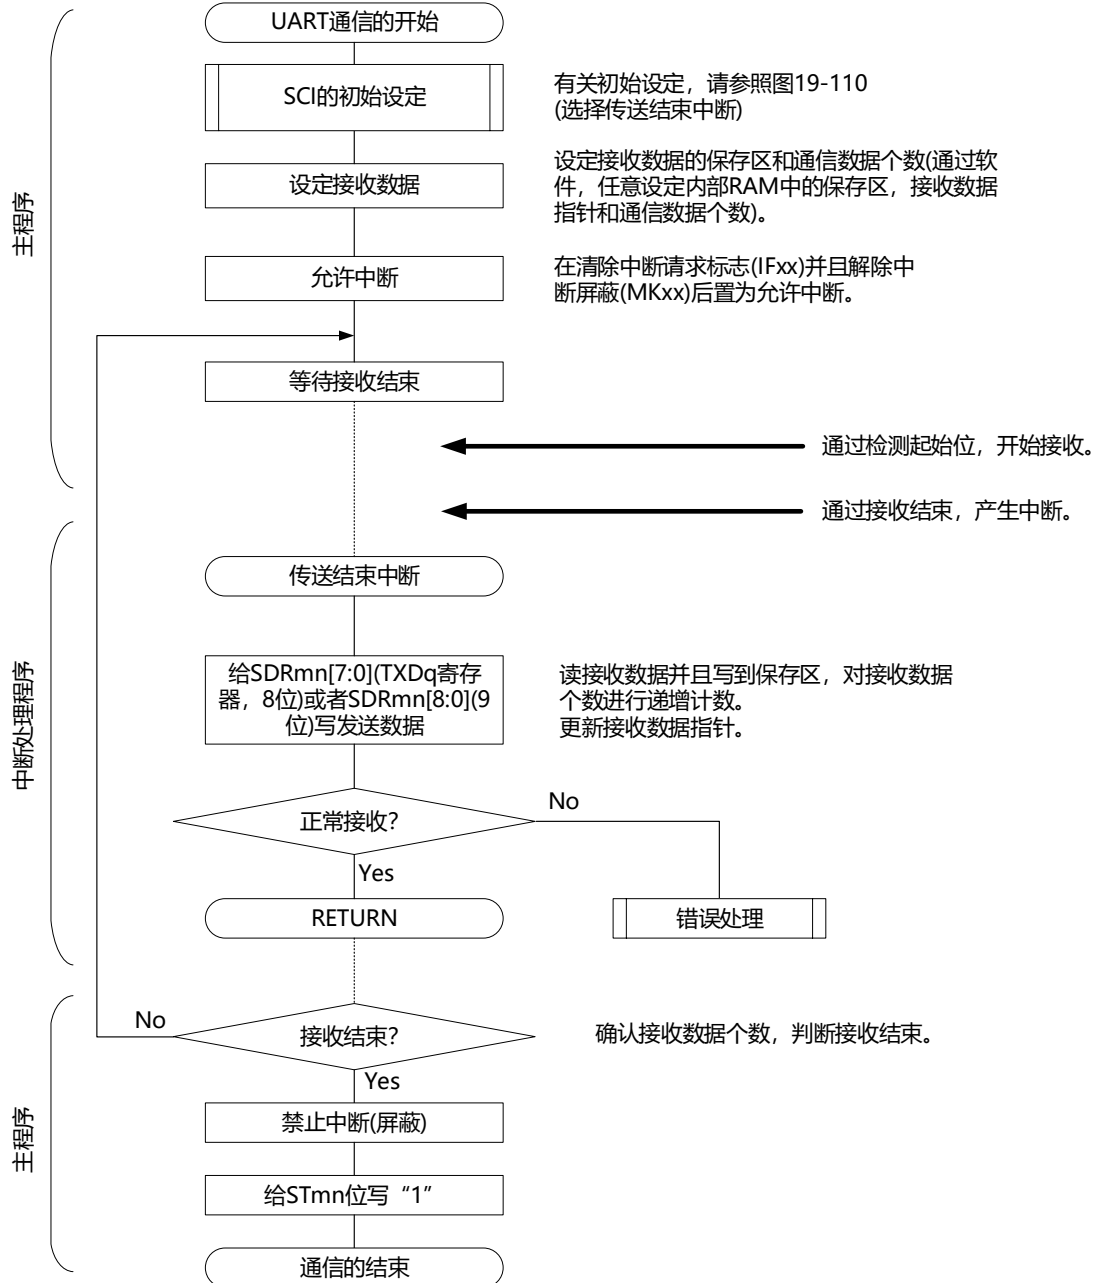 UART通信的开始
SCI的初始设定
有关初始设定，请参照图19-110
(选择传送结束中断)
设定接收数据
设定接收数据的保存区和通信数据个数(通过软
件，任意设定内部RAM中的保存区，接收数据
指针和通信数据个数)。
主程序
允许中断
在清除中断请求标志(IFxx)并且解除中
断屏蔽(MKxx)后置为允许中断。
等待接收结束
通过检测起始位，开始接收。
通过接收结束，产生中断。
传送结束中断
给SDRmn[7:0](TXDq寄存
器，8位)或者SDRmn[8:0](9
位)写发送数据
读接收数据并且写到保存区，对接收数据
个数进行递增计数。
更新接收数据指针。
中断处理程序
正常接收？
No
Yes
RETURN
错误处理
No
接收结束？
确认接收数据个数，判断接收结束。
Yes
禁止中断(屏蔽)
主程序
给STmn位写“1”
通信的结束